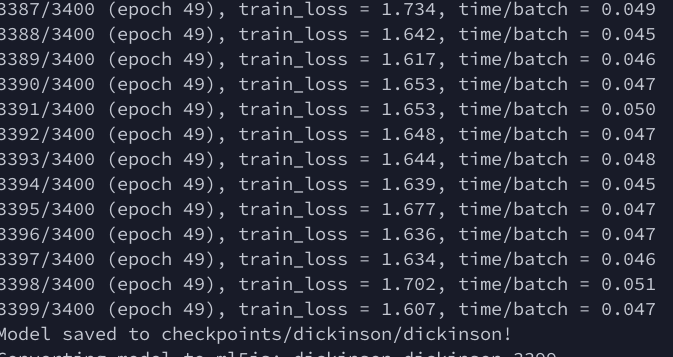 3387/3400 (epoch 49), train_loss = 1.734, time/batch = 0.049
3388/3400 (epoch 49), train_loss = 1.642, time/batch = 0.045
3389/3400 (epoch 49), train_loss = 1.617, time/batch = 0.046
3390/3400 (epoch 49), train_loss = 1.653, time/batch = 0.047
3391/3400 (epoch 49), train_loss = 1.653, time/batch = 0.050
3392/3400 (epoch 49), train_loss = 1.648, time/batch = 0.047
3393/3400 (epoch 49), train_loss = 1.644, time/batch = 0.048
3394/3400 (epoch 49), train_loss = 1.639, time/batch = 0.045
3395/3400 (epoch 49), train_loss = 1.677, time/batch = 0.047
3396/3400 (epoch 49), train_loss = 1.636, time/batch = 0.047
3397/3400 (epoch 49), train_loss = 1.634, time/batch = 0.046
3398/3400 (epoch 49), train_loss = 1.702, time/batch = 0.051
3399/3400 (epoch 49), train_loss = 1.607, time/batch = 0.047
Model saved to checkpoints/dickinson/dickinson!
Converting model to ml5js: dickinson dickinson-3399